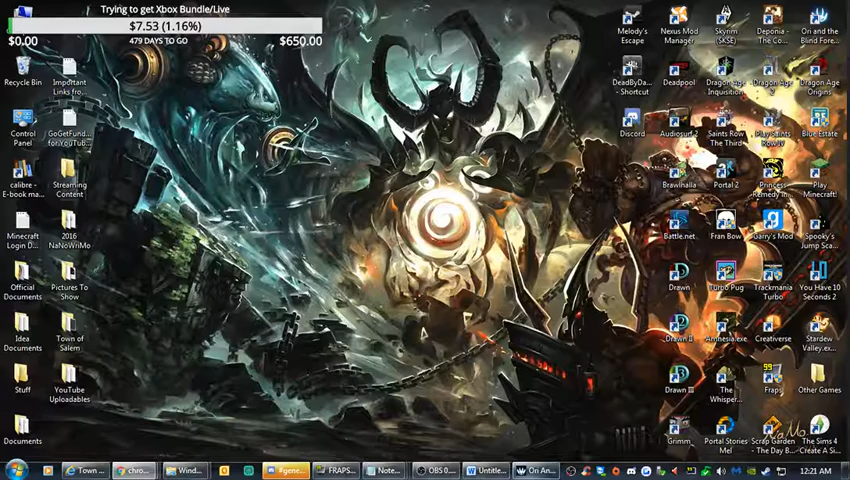 Trying to get Xbox Bundle/Live
$7.53 (1.16%)
$0.00
479 DAYS TO GO
$650.00
Recycle Bin
Important
Links fro...
Control
Panel
GoGetFund...
for YouTub...
calibre -
E-book ma...
Streaming
Content
Minecraft
Login D...
2016
NaNoWriMo
Official
Documents
Pictures To
Show
Idea
Documents
Town of
Salem
Stuff
YouTube
Uploadables
Documents
Melody's
Escape
Nexus Mod
Manager
Skyrim
(SKSE)
Deponia -
The Co...
Ori and the
Blind Fore...
DeadByDa...
- Shortcut
Deadpool
Dragon Age
Inquisition
Dragon Age
2
Dragon Age
Origins
Discord
Audiosurf 2
Saints Row
The Third
Play Saints
Row IV
Blue Estate
Brawlhalla
Portal 2
Princess
Remedy In...
Play
Minecraft!
Battle.net
Fran Bow
Garry's Mod
Spooky's
Jump Sca...
Drawn
Turbo Pug
Trackmania
Turbo
You Have 10
Seconds 2
Drawn II
Amnesia.exe
Creativerse
Stardew
Valley.ex...
Drawn III
The
Whisper...
99
Fraps
Other Games
Grimm
Portal Stories
Mel
Scrap Garden
- The Day B...
The Sims 4
Create A Si...
Town ...
chro...
Wind...
#gene...
FRAPS...
Note...
OBS 0....
Untitle...
On An...
12:21 AM